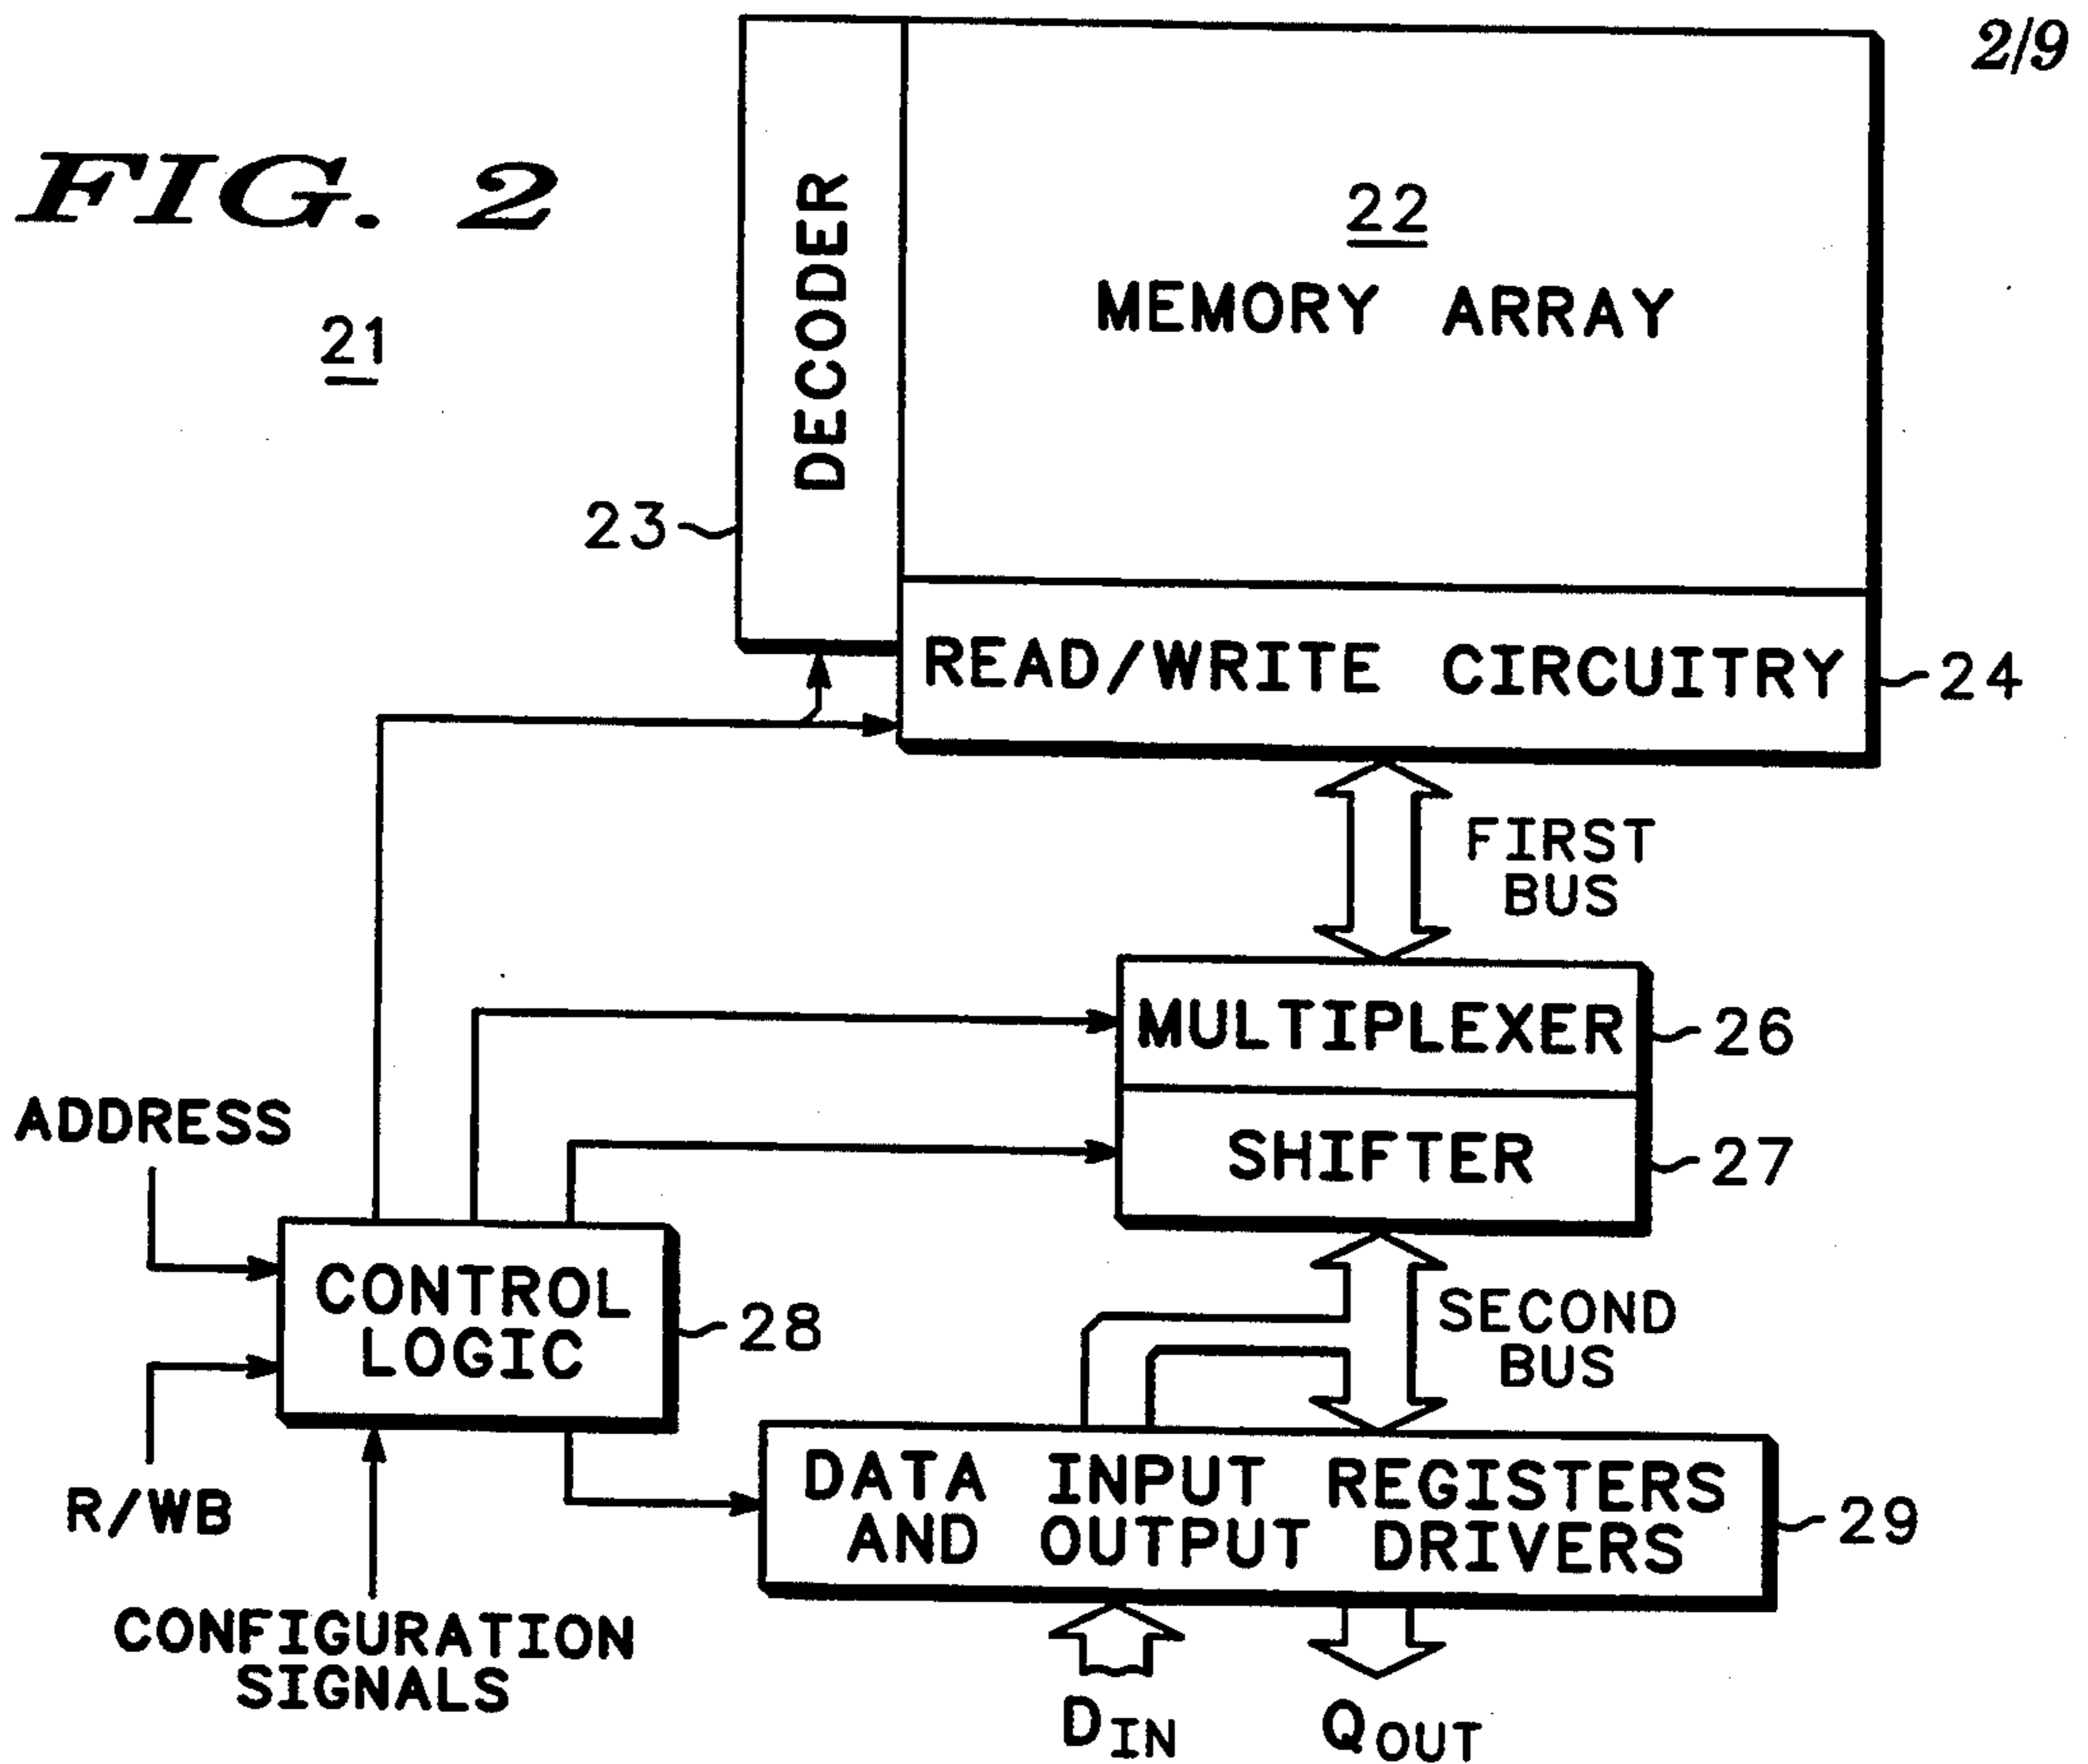 2/9
FIG. 2
21
22
MEMORY ARRAY
DECODER
23
READ/WRITE CIRCUITRY
24
FIRST
BUS
MULTIPLEXER
26
SHIFTER
27
ADDRESS
CONTROL
LOGIC
28
SECOND
BUS
R/WB
DATA INPUT REGISTERS
AND OUTPUT DRIVERS
29
CONFIGURATION
SIGNALS
DIN
QOUT